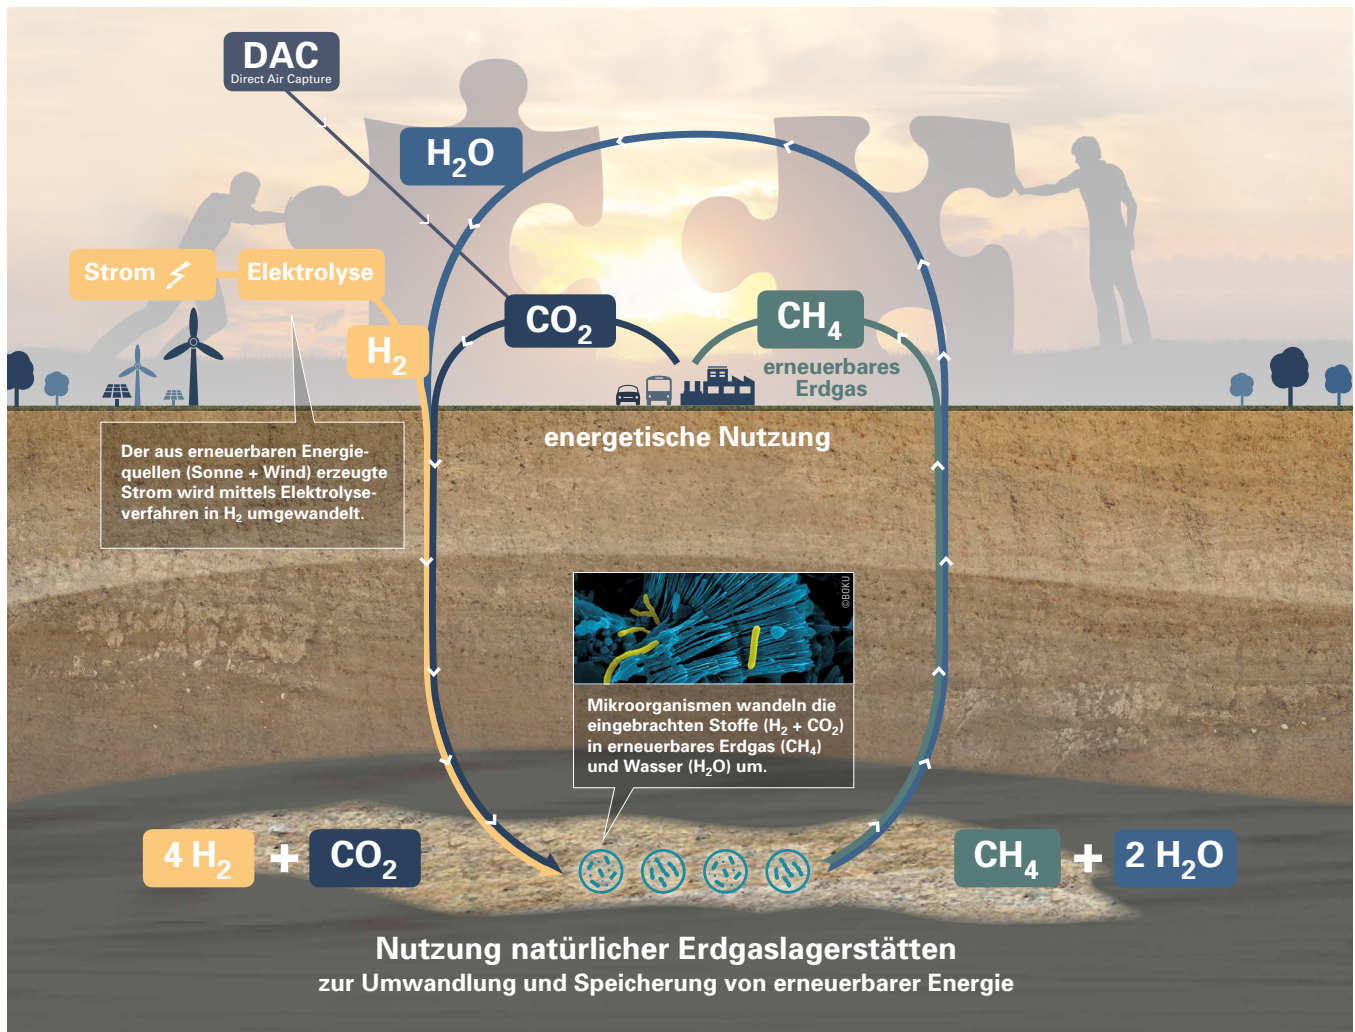 DAC
Direct Air Capture
H₂O
Strom
Elektrolyse
H₂
CO₂
CH₄
erneuerbares
Erdgas
energetische Nutzung
Der aus erneuerbaren Energie-
quellen (Sonne + Wind) erzeugte
Strom wird mittels Elektrolyse-
verfahren in H₂ umgewandelt.
©BOKU
Mikroorganismen wandeln die
eingebrachten Stoffe (H₂ + CO₂)
in erneuerbares Erdgas (CH₄)
und Wasser (H₂O) um.
4 H₂ + CO₂
CH₄ + 2 H₂O
Nutzung natürlicher Erdgaslagerstätten
zur Umwandlung und Speicherung von erneuerbarer Energie